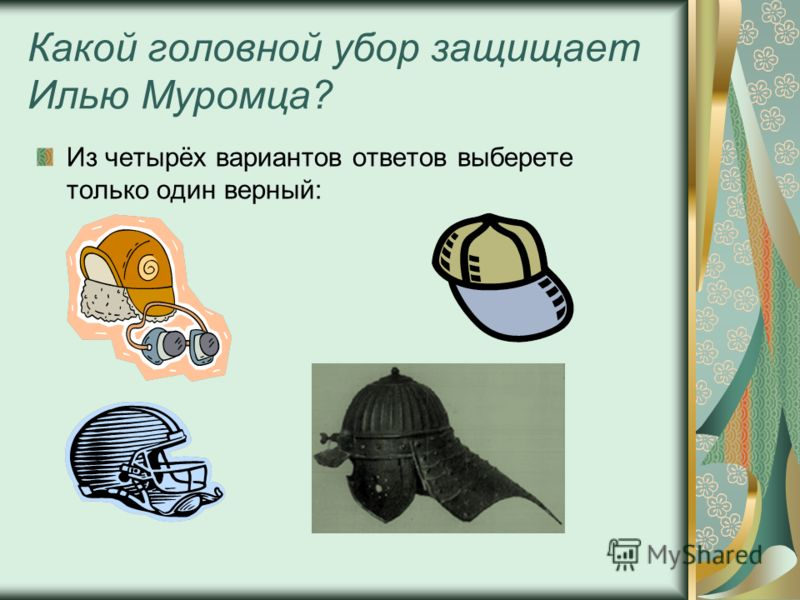 Какой головной убор защищает
Илью Муромца?
Из четырёх вариантов ответов выберете
только один верный:
MyShared